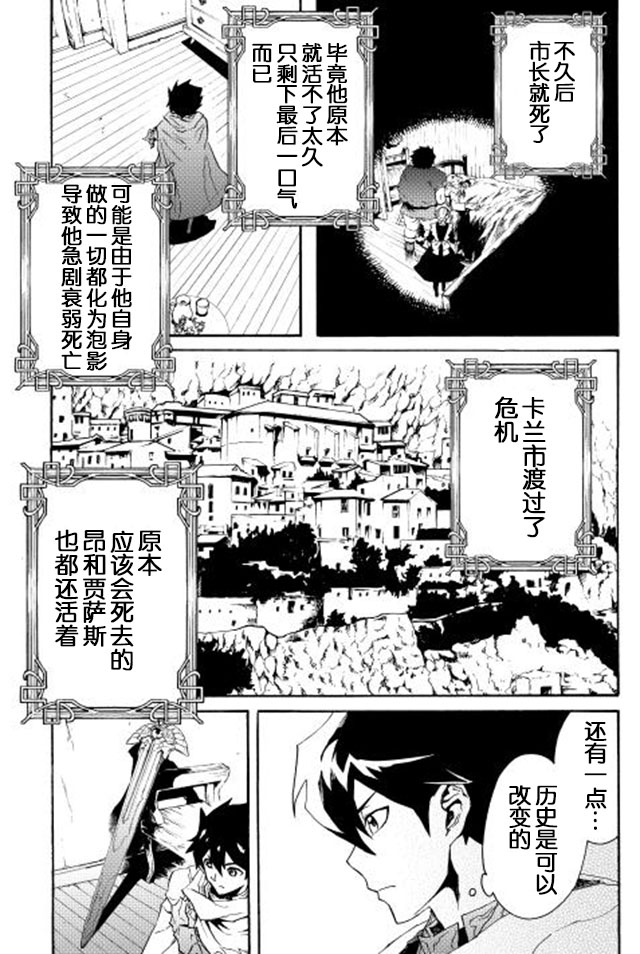 不久后
市长就死了
毕竟他原本
就活不了太久
只剩下最后一口气
而已
可能是由于他自身
做的一切都化为泡影
导致他急剧衰弱死亡
卡兰市渡过了
危机
原本
应该会死去的
昂和贾萨斯
也都还活着
还有一点…
历史是可以
改变的